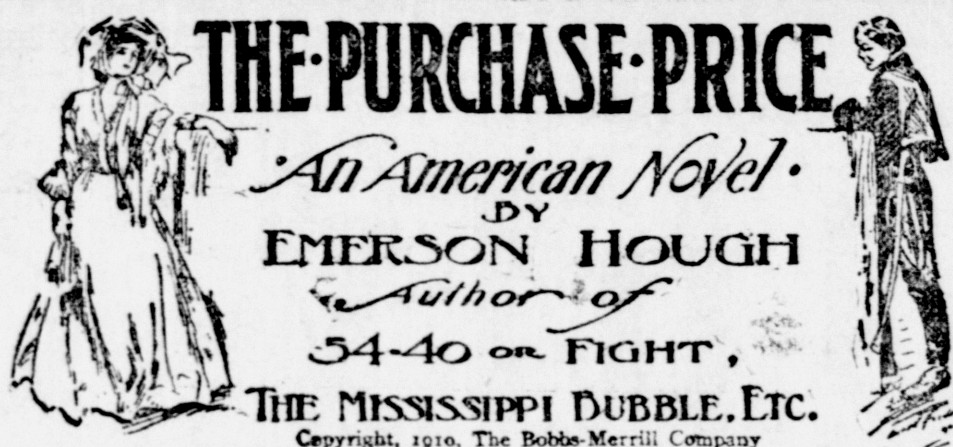 THE·PURCHASE·PRICE
·An American Novel·
BY
EMERSON HOUGH
Author of
54-40 OR FIGHT,
THE MISSISSIPPI BUBBLE, ETC.
Copyright, 1910, The Bobbs-Merrill Company